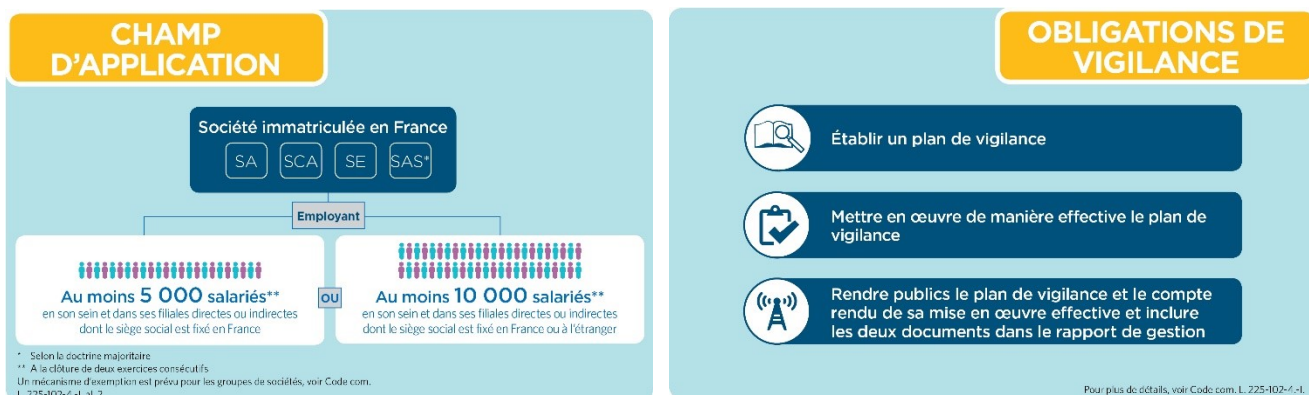 CHAMP
D'APPLICATION
Société immatriculée en France
SA SCA SE SAS*
Employant
Au moins 5 000 salariés**
en son sein et dans ses filiales directes ou indirectes
dont le siège social est fixé en France
OU
Au moins 10 000 salariés**
en son sein et dans ses filiales directes ou indirectes
dont le siège social est fixé en France ou à l'étranger
* Selon la doctrine majoritaire
** A la clôture de deux exercices consécutifs
Un mécanisme d'exemption est prévu pour les groupes de sociétés, voir Code com.
L. 225-102-4.-I. al. 2
OBLIGATIONS DE
VIGILANCE
Établir un plan de vigilance
Mettre en œuvre de manière effective le plan de
vigilance
Rendre publics le plan de vigilance et le compte
rendu de sa mise en œuvre effective et inclure
les deux documents dans le rapport de gestion
Pour plus de détails, voir Code com. L. 225-102-4.-I.